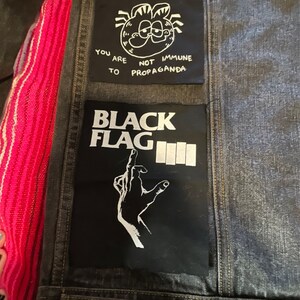 YOU ARE NOT IMMUNE
TO PROPAGANDA
BLACK
FLAG